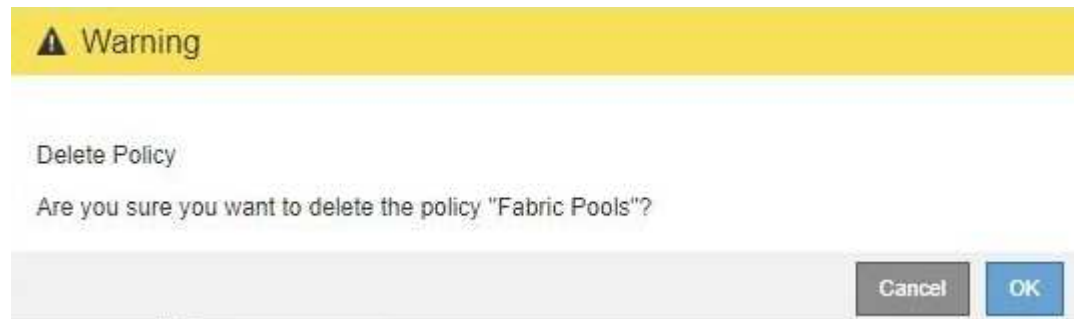 Warning
Delete Policy
Are you sure you want to delete the policy "Fabric Pools"?
Cancel OK